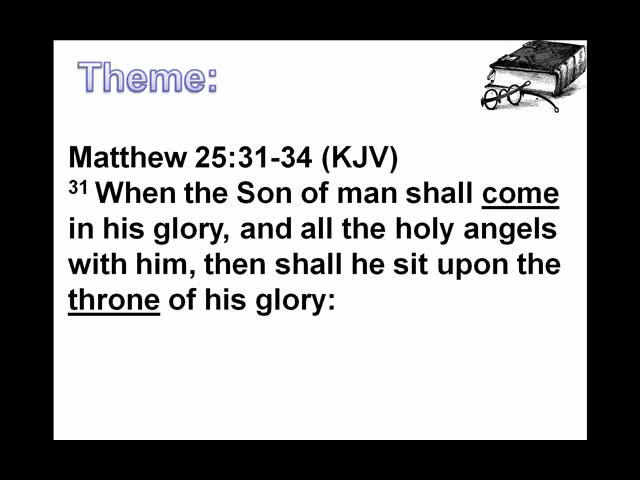 Theme:
Matthew 25:31-34 (KJV)
31 When the Son of man shall come
in his glory, and all the holy angels
with him, then shall he sit upon the
throne of his glory: